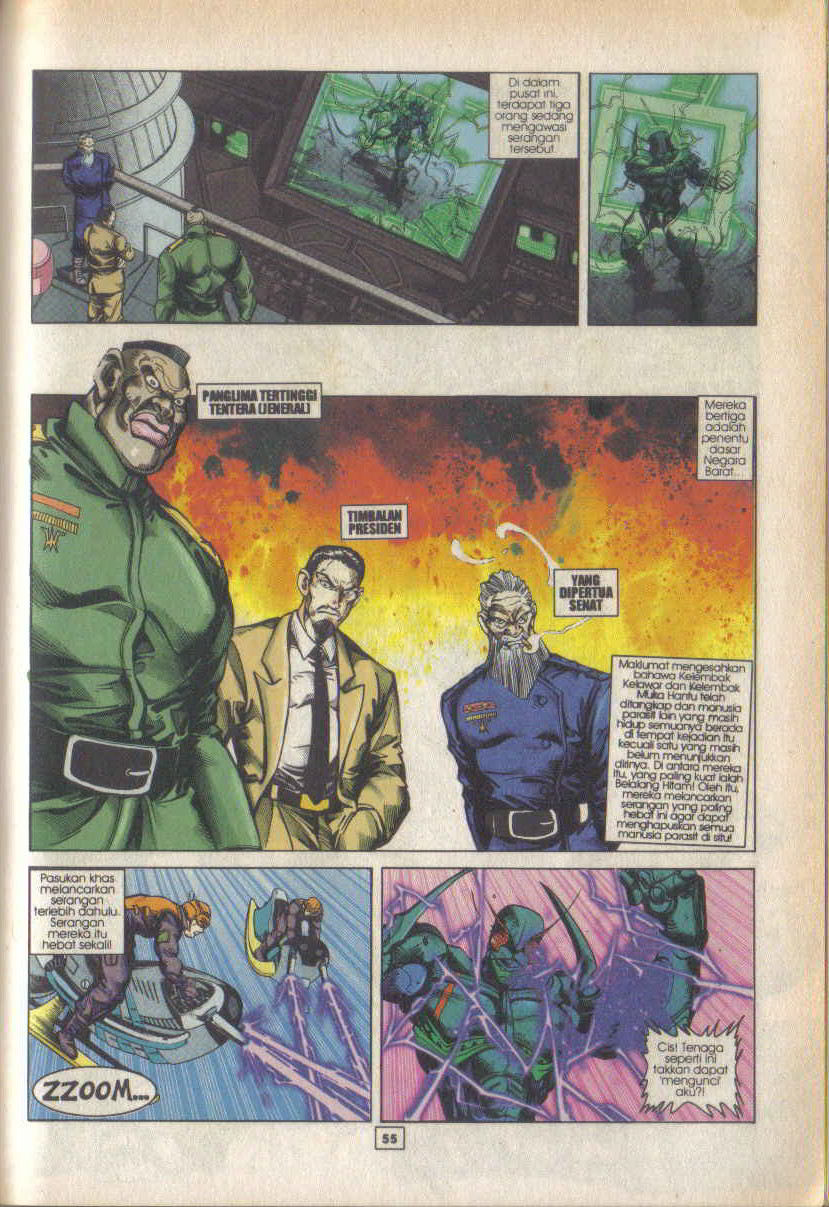 Di dalam
pusat ini,
terdapat tiga
orang sedang
mengawasi
serangan
tersebut.
PANGLIMA TERTINGGI
TENTERA (JENERAL)
Mereka
bertiga
adalah
penentu
dasar
Negara
Barat...
TIMBALAN
PRESIDEN
YANG
DIPERTUA
SENAT
Maklumat mengesahkan
bahawa Kelembak
Kelawar dan Kelembak
Muka Hantu telah
ditangkap dan manusia
parasit lain yang masih
hidup semuanya berada
di tempat kejadian itu
kecuali satu yang masih
belum menunjukkan
dirinya. Di antara mereka
itu, yang paling kuat ialah
Belalang Hitam! Oleh itu,
mereka melancarkan
serangan yang paling
hebat ini agar dapat
menghapuskan semua
manusia parasit di situ!
Pasukan khas
melancarkan
serangan
terlebih dahulu.
Serangan
mereka itu
hebat sekali!
ZZOOM...
Cis! Tenaga
seperti ini
takkan dapat
'mengunci'
aku?!
55